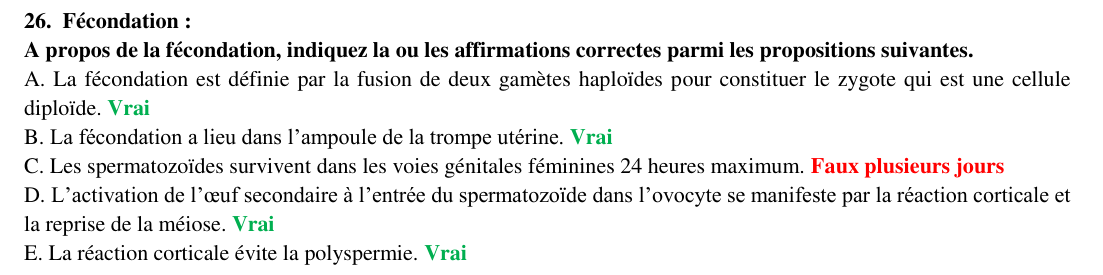 26. Fécondation :
A propos de la fécondation, indiquez la ou les affirmations correctes parmi les propositions suivantes.
A. La fécondation est définie par la fusion de deux gamètes haploïdes pour constituer le zygote qui est une cellule
diploïde. Vrai
B. La fécondation a lieu dans l’ampoule de la trompe utérine. Vrai
C. Les spermatozoïdes survivent dans les voies génitales féminines 24 heures maximum. Faux plusieurs jours
D. L’activation de l’œuf secondaire à l’entrée du spermatozoïde dans l’ovocyte se manifeste par la réaction corticale et
la reprise de la méiose. Vrai
E. La réaction corticale évite la polyspermie. Vrai